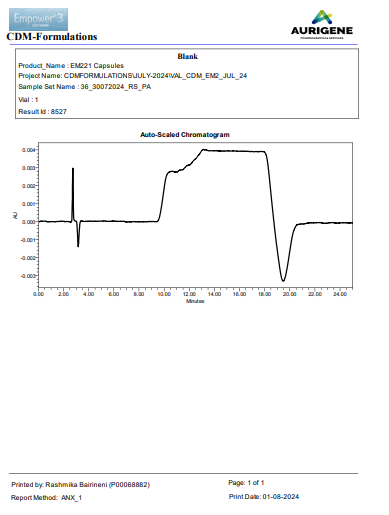 Empower®3
SOFTWARE
CDM-Formulations
AURIGENE
PHARMACEUTICAL SERVICES
Blank
Product_Name : EM221 Capsules
Project Name: CDMFORMULATIONS\JULY-2024\VAL_CDM_EM2_JUL_24
Sample Set Name : 36_30072024_RS_PA
Vial : 1
Result Id : 8527
Auto-Scaled Chromatogram
AU
0.004
0.003
0.002
0.001
0.000
-0.001
-0.002
-0.003
0.00 2.00 4.00 6.00 8.00 10.00 12.00 14.00 16.00 18.00 20.00 22.00 24.00
Minutes
Printed by: Rashmika Bairineni (P00068882)
Page: 1 of 1
Report Method: ANX_1
Print Date: 01-08-2024